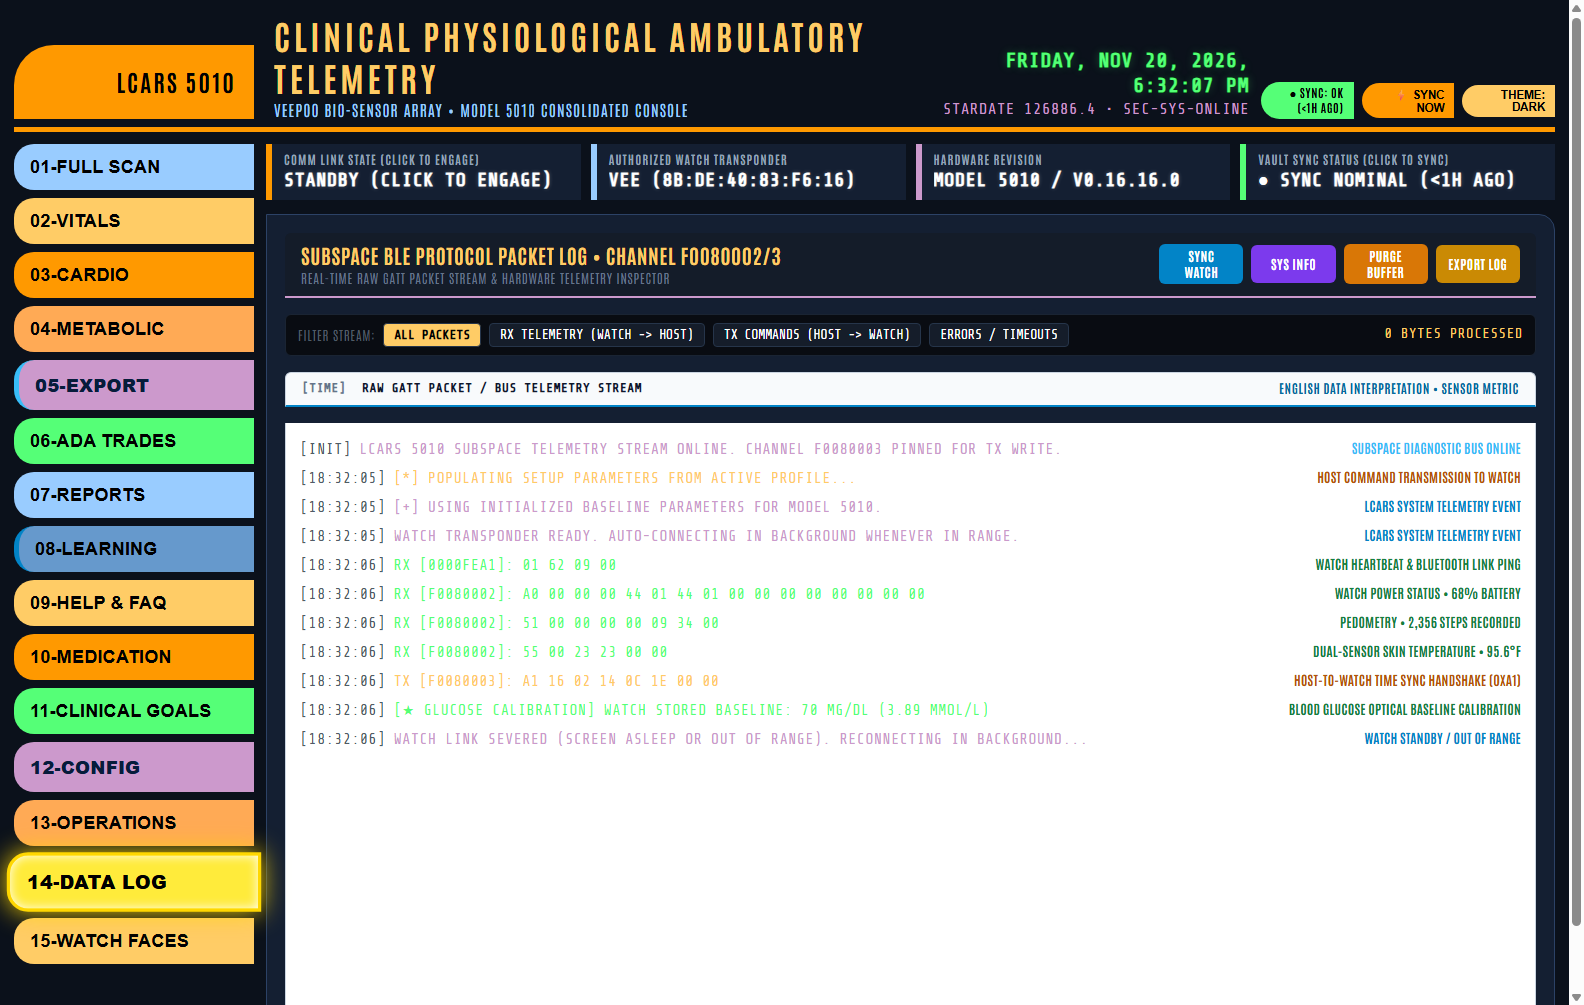 LCARS 5010
CLINICAL PHYSIOLOGICAL AMBULATORY
TELEMETRY
VEEPOO BIO-SENSOR ARRAY • MODEL 5010 CONSOLIDATED CONSOLE
FRIDAY, NOV 20, 2026,
6:32:07 PM
STARDATE 126886.4 · SEC-SYS-ONLINE
● SYNC: OK
(<1H AGO)
SYNC
NOW
THEME:
DARK
01-FULL SCAN
02-VITALS
03-CARDIO
04-METABOLIC
05-EXPORT
06-ADA TRADES
07-REPORTS
08-LEARNING
09-HELP & FAQ
10-MEDICATION
11-CLINICAL GOALS
12-CONFIG
13-OPERATIONS
14-DATA LOG
15-WATCH FACES
COMM LINK STATE (CLICK TO ENGAGE)
STANDBY (CLICK TO ENGAGE)
AUTHORIZED WATCH TRANSPONDER
VEE (8B:DE:40:83:F6:16)
HARDWARE REVISION
MODEL 5010 / V0.16.16.0
VAULT SYNC STATUS (CLICK TO SYNC)
● SYNC NOMINAL (<1H AGO)
SUBSPACE BLE PROTOCOL PACKET LOG • CHANNEL F0080002/3
REAL-TIME RAW GATT PACKET STREAM & HARDWARE TELEMETRY INSPECTOR
SYNC
WATCH
SYS INFO
PURGE
BUFFER
EXPORT LOG
FILTER STREAM: ALL PACKETS RX TELEMETRY (WATCH -> HOST) TX COMMANDS (HOST -> WATCH) ERRORS / TIMEOUTS 0 BYTES PROCESSED
[TIME] RAW GATT PACKET / BUS TELEMETRY STREAM ENGLISH DATA INTERPRETATION • SENSOR METRIC
[INIT] LCARS 5010 SUBSPACE TELEMETRY STREAM ONLINE. CHANNEL F0080003 PINNED FOR TX WRITE. SUBSPACE DIAGNOSTIC BUS ONLINE
[18:32:05] [*] POPULATING SETUP PARAMETERS FROM ACTIVE PROFILE... HOST COMMAND TRANSMISSION TO WATCH
[18:32:05] [+] USING INITIALIZED BASELINE PARAMETERS FOR MODEL 5010. LCARS SYSTEM TELEMETRY EVENT
[18:32:05] WATCH TRANSPONDER READY. AUTO-CONNECTING IN BACKGROUND WHENEVER IN RANGE. LCARS SYSTEM TELEMETRY EVENT
[18:32:06] RX [0000FEA1]: 01 62 09 00 WATCH HEARTBEAT & BLUETOOTH LINK PING
[18:32:06] RX [F0080002]: A0 00 00 00 44 01 44 01 00 00 00 00 00 00 00 00 WATCH POWER STATUS • 68% BATTERY
[18:32:06] RX [F0080002]: 51 00 00 00 00 09 34 00 PEDOMETRY • 2,356 STEPS RECORDED
[18:32:06] RX [F0080002]: 55 00 23 23 00 00 DUAL-SENSOR SKIN TEMPERATURE • 95.6°F
[18:32:06] TX [F0080003]: A1 16 02 14 0C 1E 00 00 HOST-TO-WATCH TIME SYNC HANDSHAKE (0XA1)
[18:32:06] [★ GLUCOSE CALIBRATION] WATCH STORED BASELINE: 70 MG/DL (3.89 MMOL/L) BLOOD GLUCOSE OPTICAL BASELINE CALIBRATION
[18:32:06] WATCH LINK SEVERED (SCREEN ASLEEP OR OUT OF RANGE). RECONNECTING IN BACKGROUND... WATCH STANDBY / OUT OF RANGE